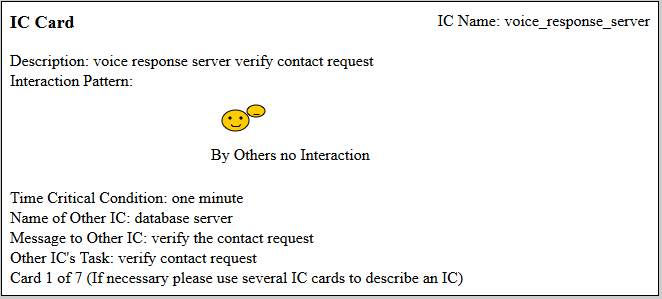 IC Card
IC Name: voice_response_server
Description: voice response server verify contact request
Interaction Pattern:
By Others no Interaction
Time Critical Condition: one minute
Name of Other IC: database server
Message to Other IC: verify the contact request
Other IC's Task: verify contact request
Card 1 of 7 (If necessary please use several IC cards to describe an IC)